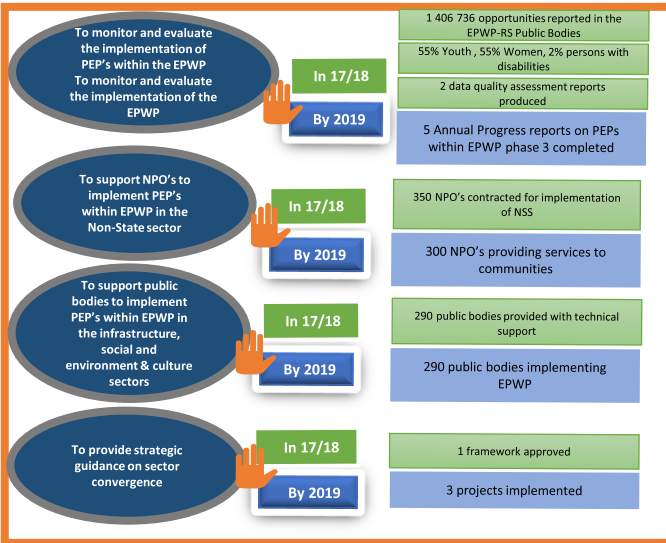 To monitor and evaluate
the implementation of
PEP's within the EWPP
To monitor and evaluate
the implementation of the
EPWP
In 17/18
By 2019
1 406 736 opportunities reported in the
EPWP-RS Public Bodies
55% Youth , 55% Women, 2% persons with
disabilities
2 data quality assessment reports
produced
5 Annual Progress reports on PEPs
within EPWP phase 3 completed
To support NPO's to
implement PEP's
within EPWP in the
Non-State sector
In 17/18
By 2019
350 NPO's contracted for implementation
of NSS
300 NPO's providing services to
communities
To support public
bodies to implement
PEP's within EPWP in
the infrastructure,
social and
environment & culture
sectors
In 17/18
By 2019
290 public bodies provided with technical
support
290 public bodies implementing
EPWP
To provide strategic
guidance on sector
convergence
In 17/18
By 2019
1 framework approved
3 projects implemented